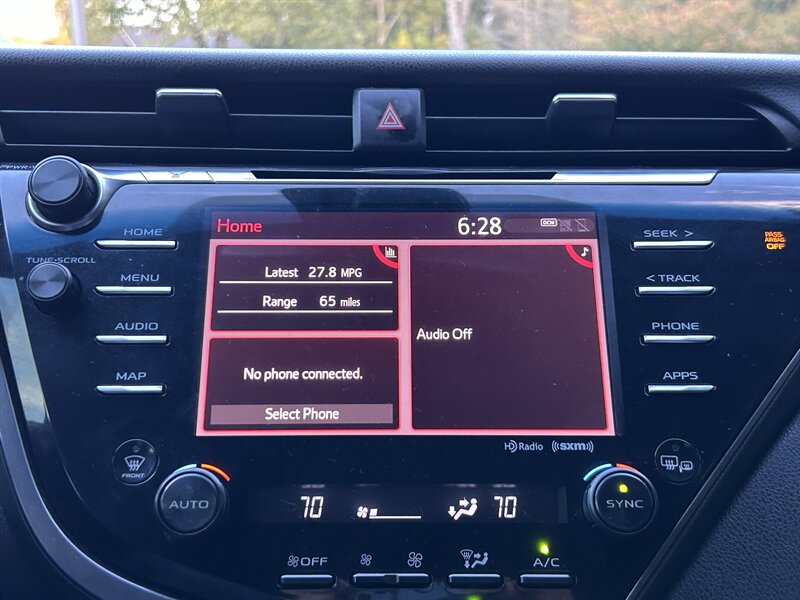 PWR
Home 6:28 DCM
HOME
TUNE•SCROLL
MENU
AUDIO
MAP
Latest 27.8 MPG
Range 65 miles
No phone connected.
Select Phone
Audio Off
SEEK >
< TRACK
PHONE
APPS
PASS
AIRBAG
OFF
HD Radio ((SXM))
FRONT
AUTO
70 70
SYNC
OFF
A/C